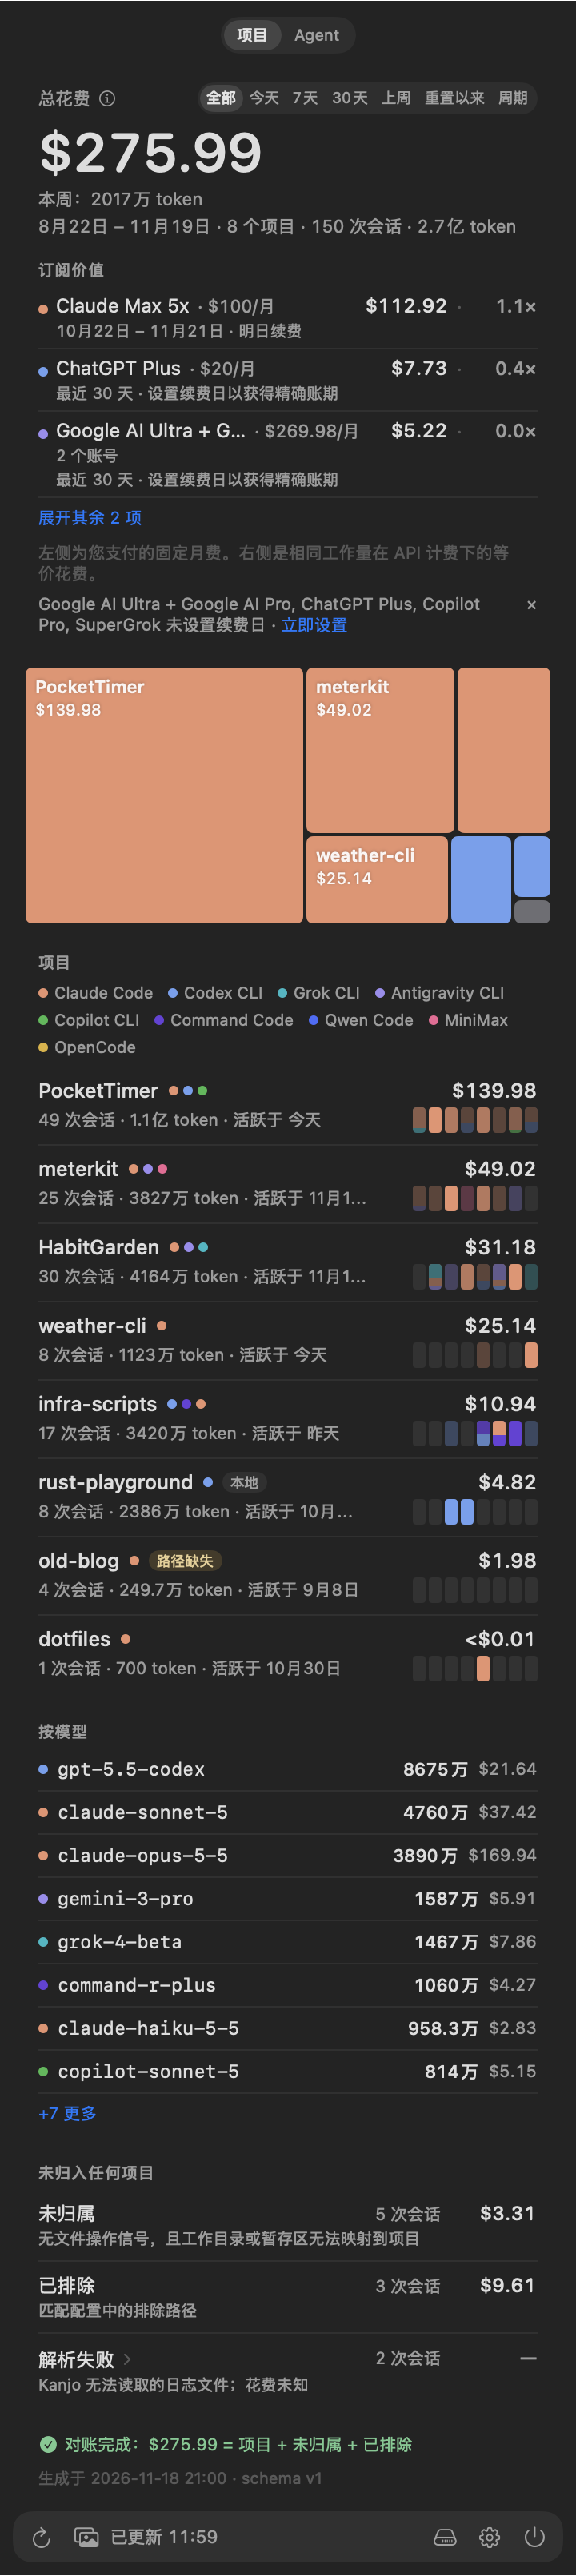 项目 Agent
总花费 全部 今天 7天 30天 上周 重置以来 周期
$275.99
本周：2017万 token
8月22日 – 11月19日 · 8 个项目 · 150 次会话 · 2.7亿 token
订阅价值
Claude Max 5x · $100/月 $112.92 · 1.1×
10月22日 – 11月21日 · 明日续费
ChatGPT Plus · $20/月 $7.73 · 0.4×
最近 30 天 · 设置续费日以获得精确账期
Google AI Ultra + G... · $269.98/月 $5.22 · 0.0×
2 个账号
最近 30 天 · 设置续费日以获得精确账期
展开其余 2 项
左侧为您支付的固定月费。右侧是相同工作量在 API 计费下的等
价花费。
Google AI Ultra + Google AI Pro, ChatGPT Plus, Copilot ×
Pro, SuperGrok 未设置续费日 · 立即设置
PocketTimer
$139.98
meterkit
$49.02
weather-cli
$25.14
项目
Claude Code Codex CLI Grok CLI Antigravity CLI
Copilot CLI Command Code Qwen Code MiniMax
OpenCode
PocketTimer $139.98
49 次会话 · 1.1亿 token · 活跃于 今天
meterkit $49.02
25 次会话 · 3827万 token · 活跃于 11月1...
HabitGarden $31.18
30 次会话 · 4164万 token · 活跃于 11月1...
weather-cli $25.14
8 次会话 · 1123万 token · 活跃于 今天
infra-scripts $10.94
17 次会话 · 3420万 token · 活跃于 昨天
rust-playground 本地 $4.82
8 次会话 · 2386万 token · 活跃于 10月...
old-blog 路径缺失 $1.98
4 次会话 · 249.7万 token · 活跃于 9月8日
dotfiles <$0.01
1 次会话 · 700 token · 活跃于 10月30日
按模型
gpt-5.5-codex 8675万 $21.64
claude-sonnet-5 4760万 $37.42
claude-opus-5-5 3890万 $169.94
gemini-3-pro 1587万 $5.91
grok-4-beta 1467万 $7.86
command-r-plus 1060万 $4.27
claude-haiku-5-5 958.3万 $2.83
copilot-sonnet-5 814万 $5.15
+7 更多
未归入任何项目
未归属 5 次会话 $3.31
无文件操作信号，且工作目录或暂存区无法映射到项目
已排除 3 次会话 $9.61
匹配配置中的排除路径
解析失败 › 2 次会话 —
Kanjo 无法读取的日志文件；花费未知
对账完成：$275.99 = 项目 + 未归属 + 已排除
生成于 2026-11-18 21:00 · schema v1
已更新 11:59